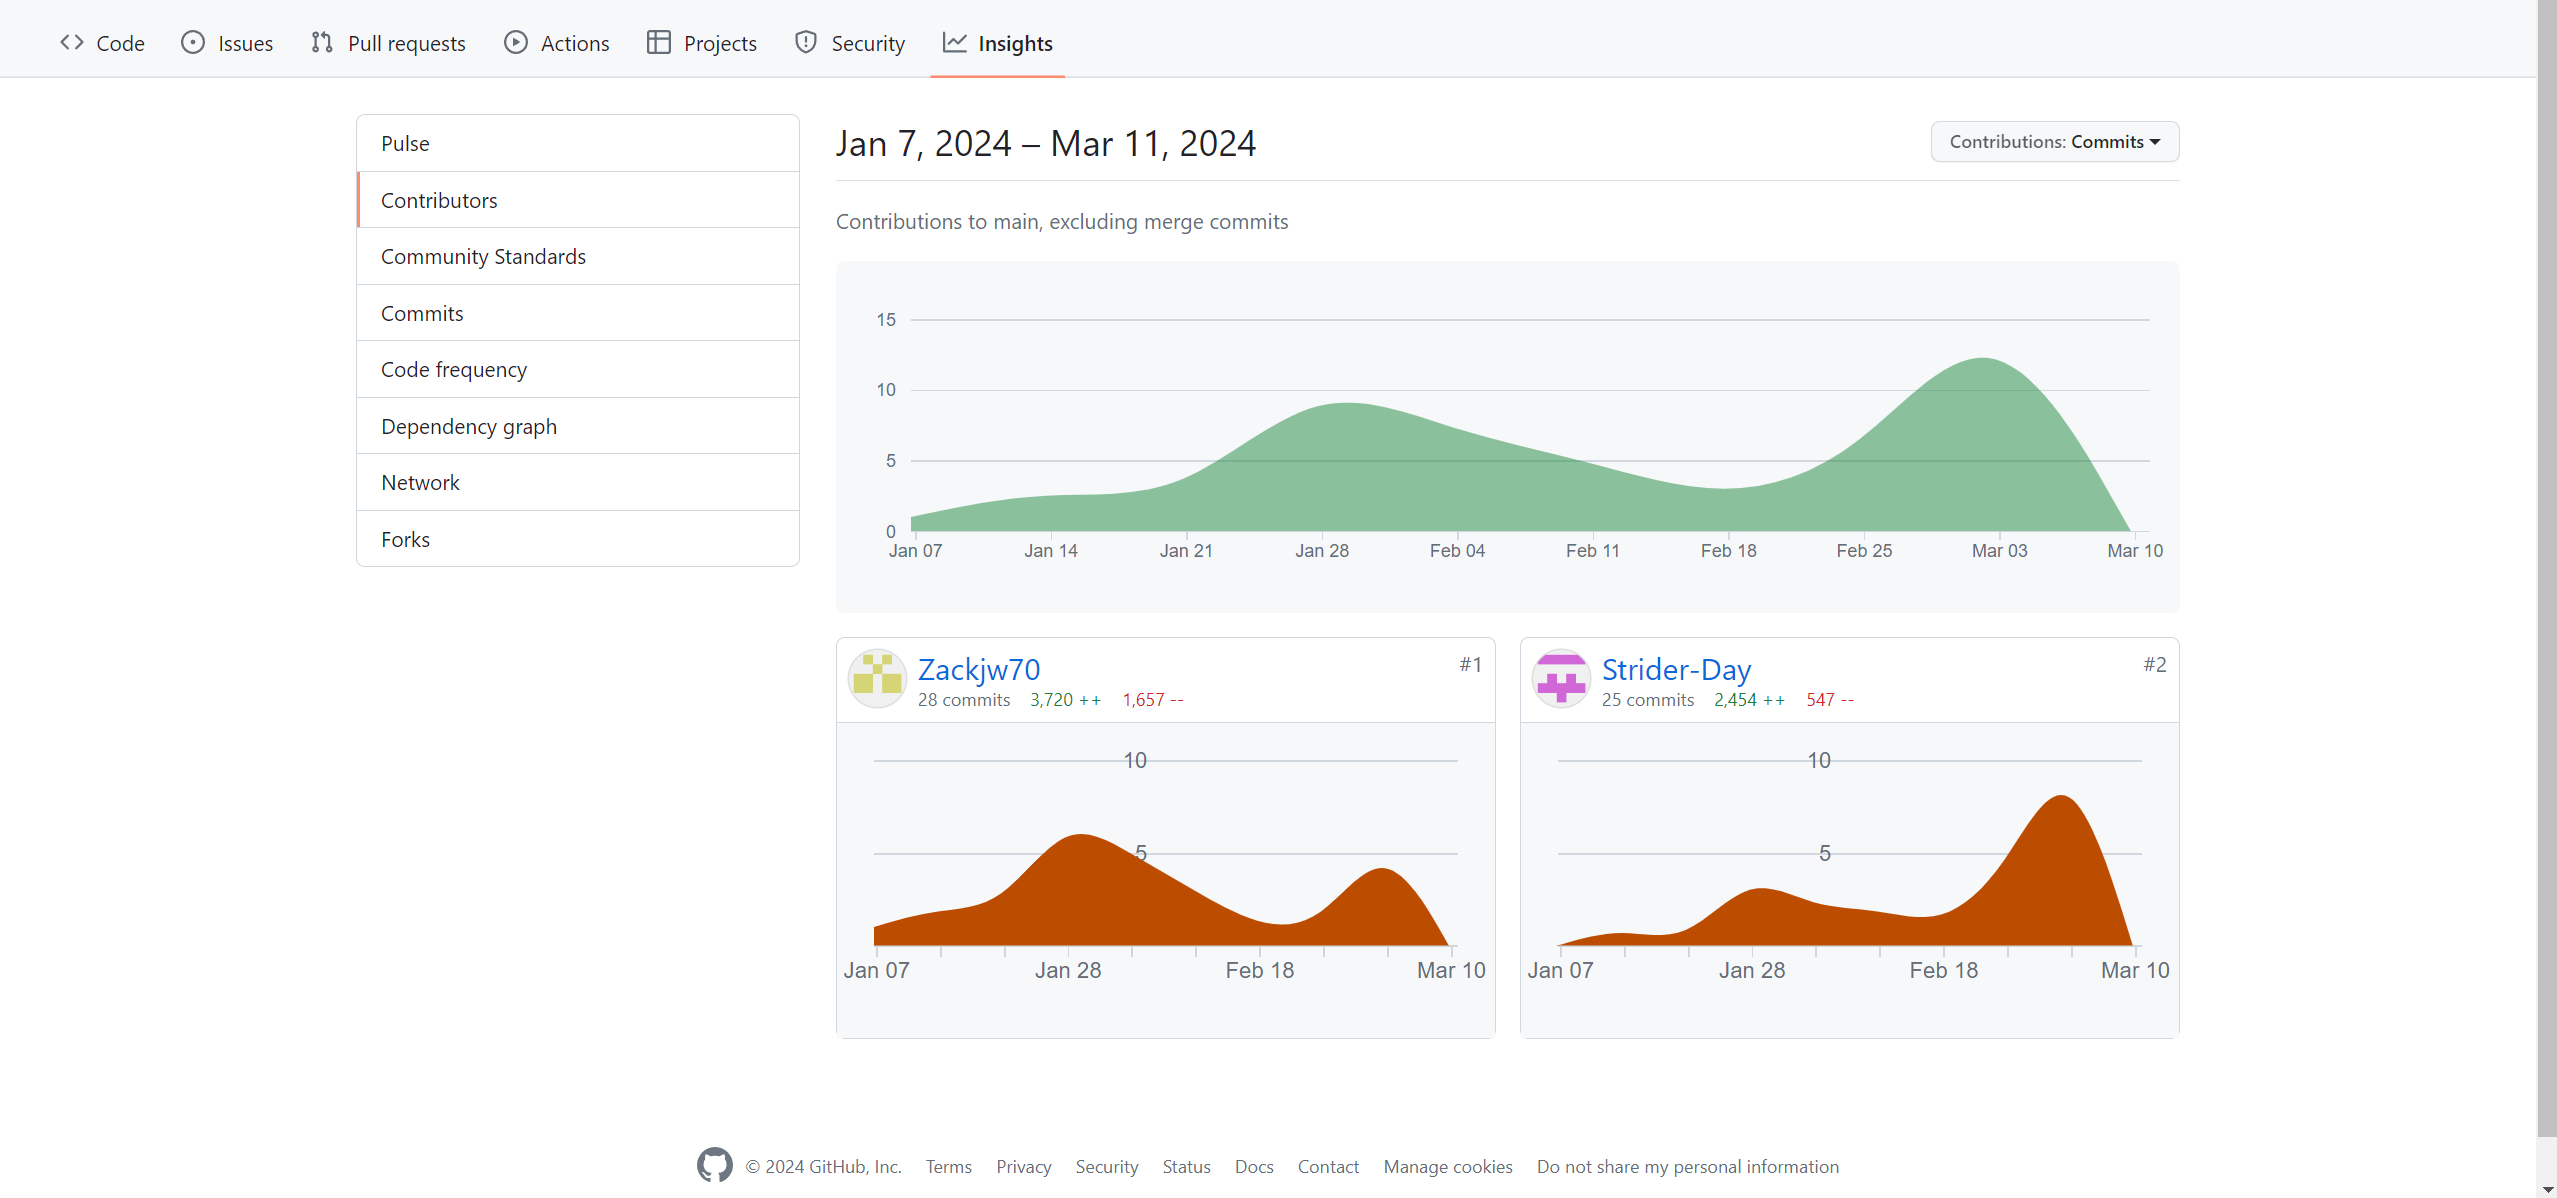 Code Issues Pull requests Actions Projects Security Insights
Pulse
Contributors
Community Standards
Commits
Code frequency
Dependency graph
Network
Forks
Jan 7, 2024 – Mar 11, 2024
Contributions: Commits
Contributions to main, excluding merge commits
15
10
5
0
Jan 07 Jan 14 Jan 21 Jan 28 Feb 04 Feb 11 Feb 18 Feb 25 Mar 03 Mar 10
Zackjw70 #1
28 commits 3,720 ++ 1,657 --
10
5
Jan 07 Jan 28 Feb 18 Mar 10
Strider-Day #2
25 commits 2,454 ++ 547 --
10
5
Jan 07 Jan 28 Feb 18 Mar 10
© 2024 GitHub, Inc. Terms Privacy Security Status Docs Contact Manage cookies Do not share my personal information